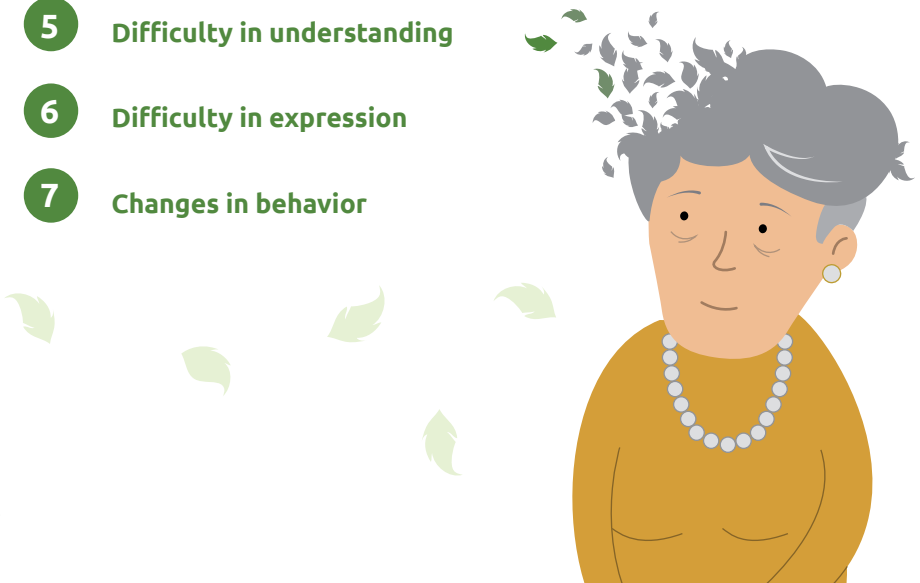 5 Difficulty in understanding
6 Difficulty in expression
7 Changes in behavior